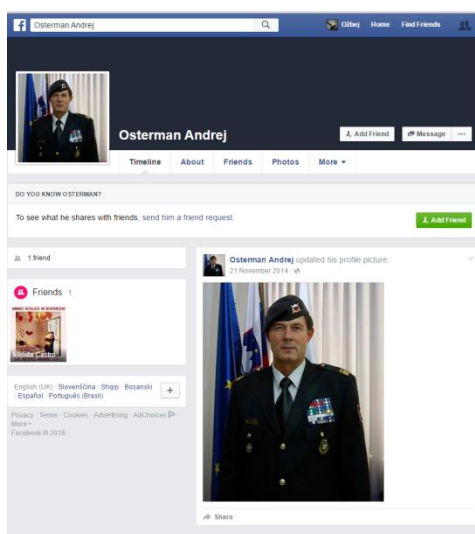 Osterman Andrej
Ožbej Home Find Friends
Osterman Andrej
Add Friend Message ...
Timeline About Friends Photos More
DO YOU KNOW OSTERMAN?
To see what he shares with friends, send him a friend request.
Add Friend
1 friend
Friends · 1
Melida Castro
English (UK) · Slovenščina · Shqip · Bosanski
· Español · Português (Brasil)
Privacy · Terms · Cookies · Advertising · AdChoices
More
Facebook © 2016
Osterman Andrej updated his profile picture.
21 November 2014
Share